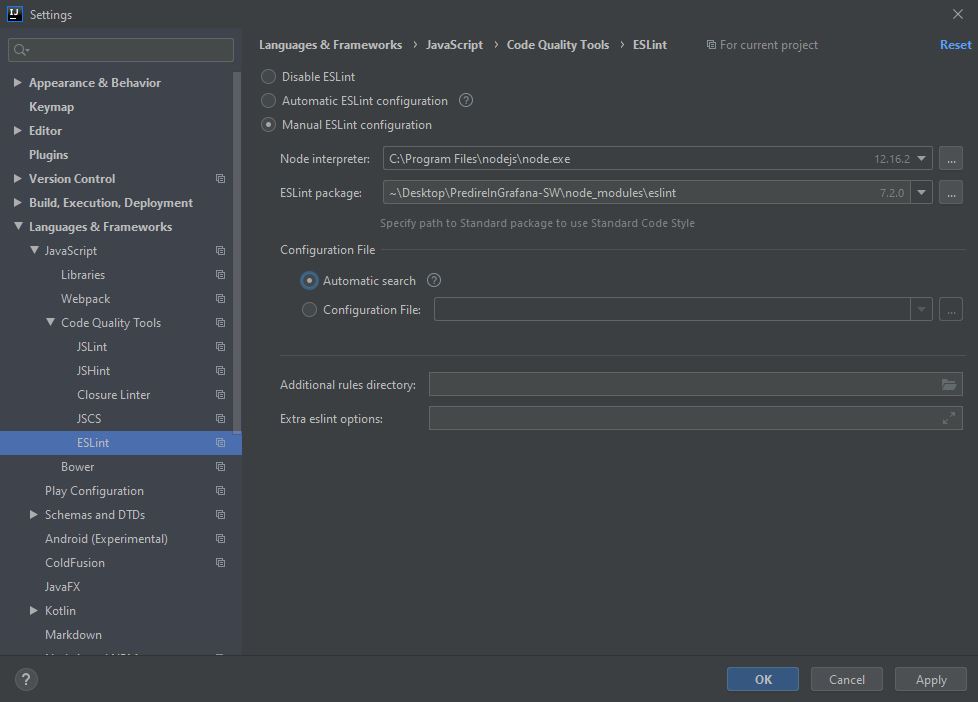 IJ Settings
Languages & Frameworks › JavaScript › Code Quality Tools › ESLint For current project Reset
Appearance & Behavior
Keymap
Editor
Plugins
Version Control
Build, Execution, Deployment
Languages & Frameworks
JavaScript
Libraries
Webpack
Code Quality Tools
JSLint
JSHint
Closure Linter
JSCS
ESLint
Bower
Play Configuration
Schemas and DTDs
Android (Experimental)
ColdFusion
JavaFX
Kotlin
Markdown
Disable ESLint
Automatic ESLint configuration ?
Manual ESLint configuration
Node interpreter: C:\Program Files\nodejs\node.exe 12.16.2 ...
ESLint package: ~\Desktop\PredireInGrafana-SW\node_modules\eslint 7.2.0 ...
Specify path to Standard package to use Standard Code Style
Configuration File
Automatic search ?
Configuration File: ...
Additional rules directory:
Extra eslint options:
? OK Cancel Apply